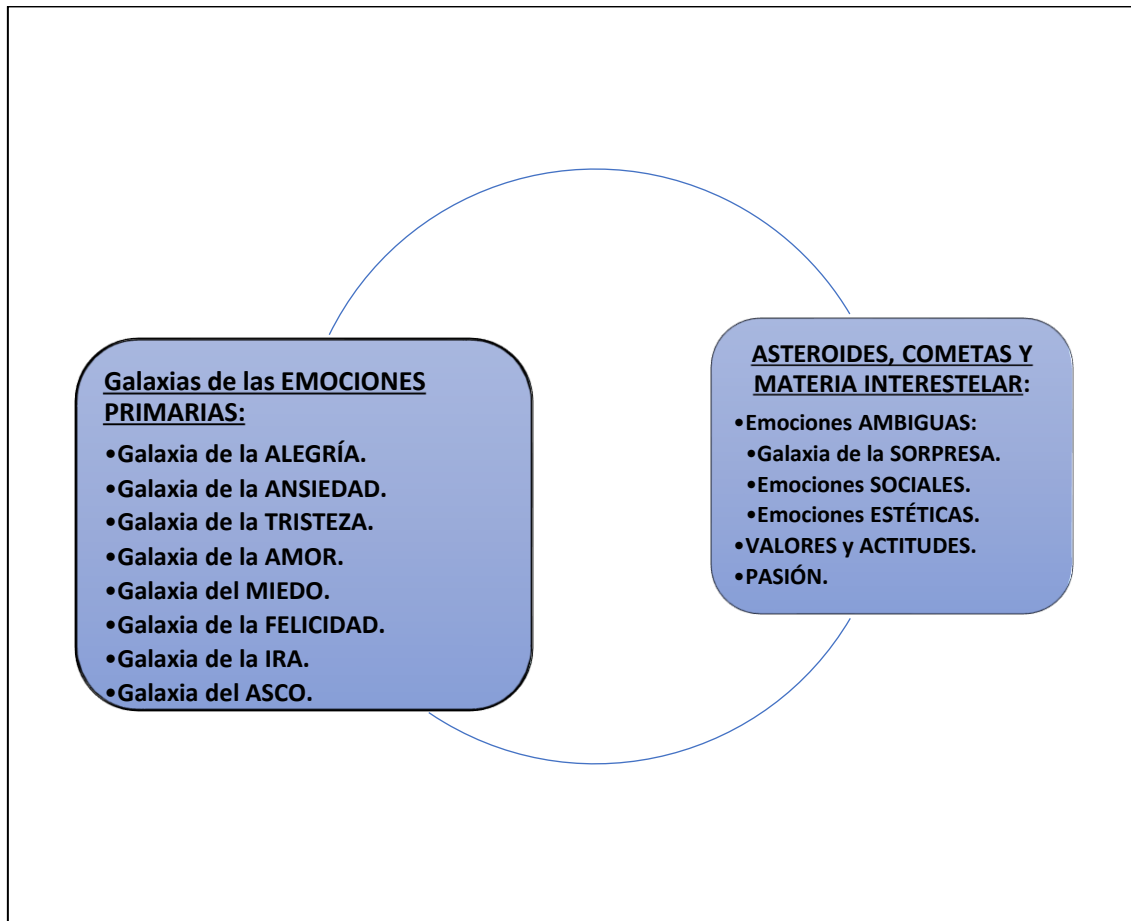 Galaxias de las EMOCIONES
PRIMARIAS:
•Galaxia de la ALEGRÍA.
•Galaxia de la ANSIEDAD.
•Galaxia de la TRISTEZA.
•Galaxia de la AMOR.
•Galaxia del MIEDO.
•Galaxia de la FELICIDAD.
•Galaxia de la IRA.
•Galaxia del ASCO.
ASTEROIDES, COMETAS Y
MATERIA INTERESTELAR:
•Emociones AMBIGUAS:
•Galaxia de la SORPRESA.
•Emociones SOCIALES.
•Emociones ESTÉTICAS.
•VALORES y ACTITUDES.
•PASIÓN.